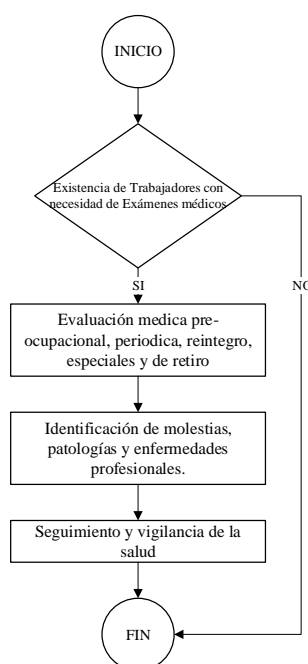 INICIO
Existencia de Trabajadores con
necesidad de Exámenes médicos
SI
NO
Evaluación medica pre-
ocupacional, periodica, reintegro,
especiales y de retiro
Identificación de molestias,
patologías y enfermedades
profesionales.
Seguimiento y vigilancia de la
salud
FIN